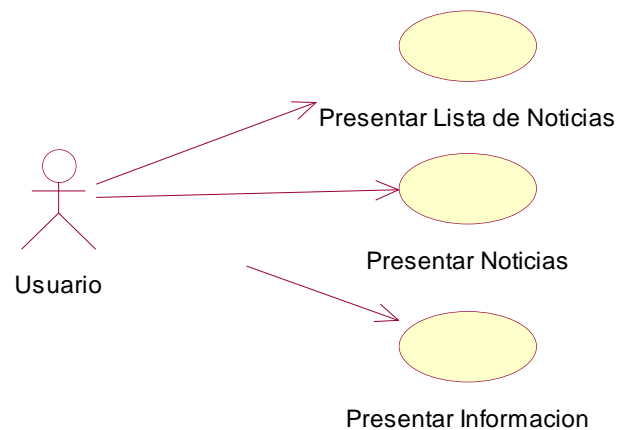 Presentar Lista de Noticias
Presentar Noticias
Usuario
Presentar Informacion